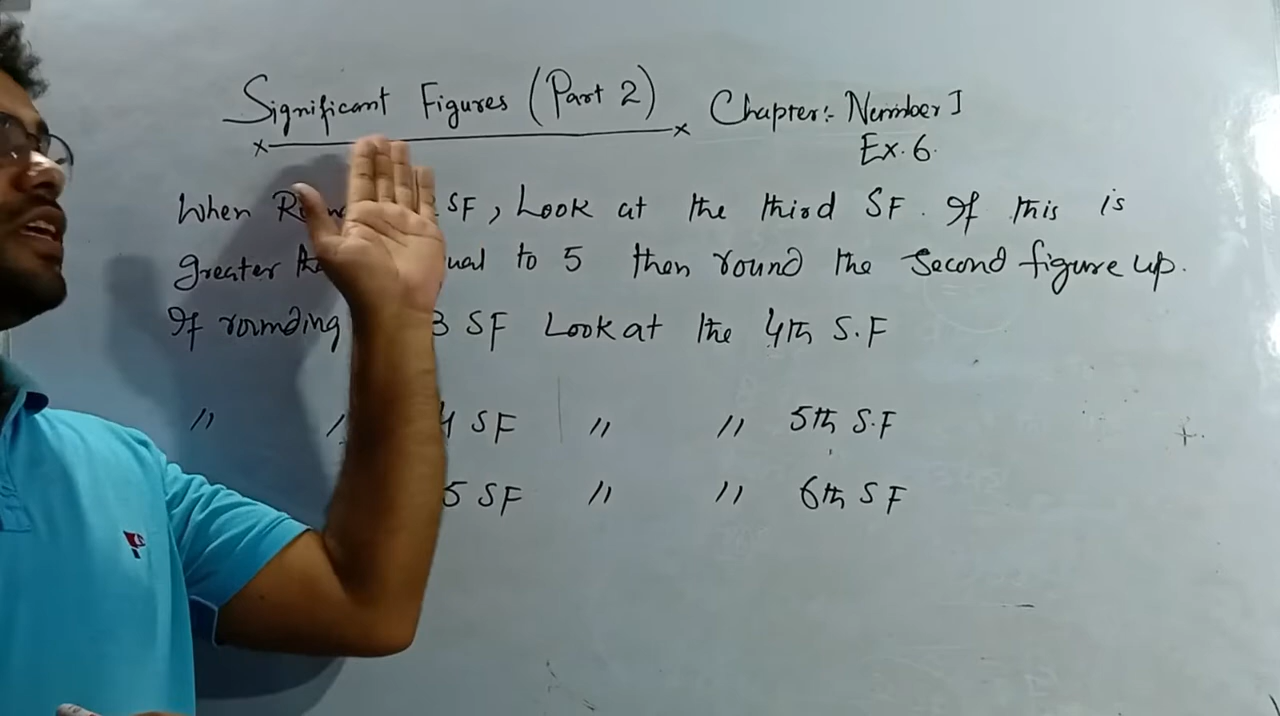 Significant Figures (Part 2) Chapter:- Number I
Ex. 6.
When SF, Look at the third SF. If this is
greater to 5 then round the second figure up.
If rounding 3 SF Look at the 4th S.F
" " 4 SF " " 5th S.F
5 SF " " 6th SF